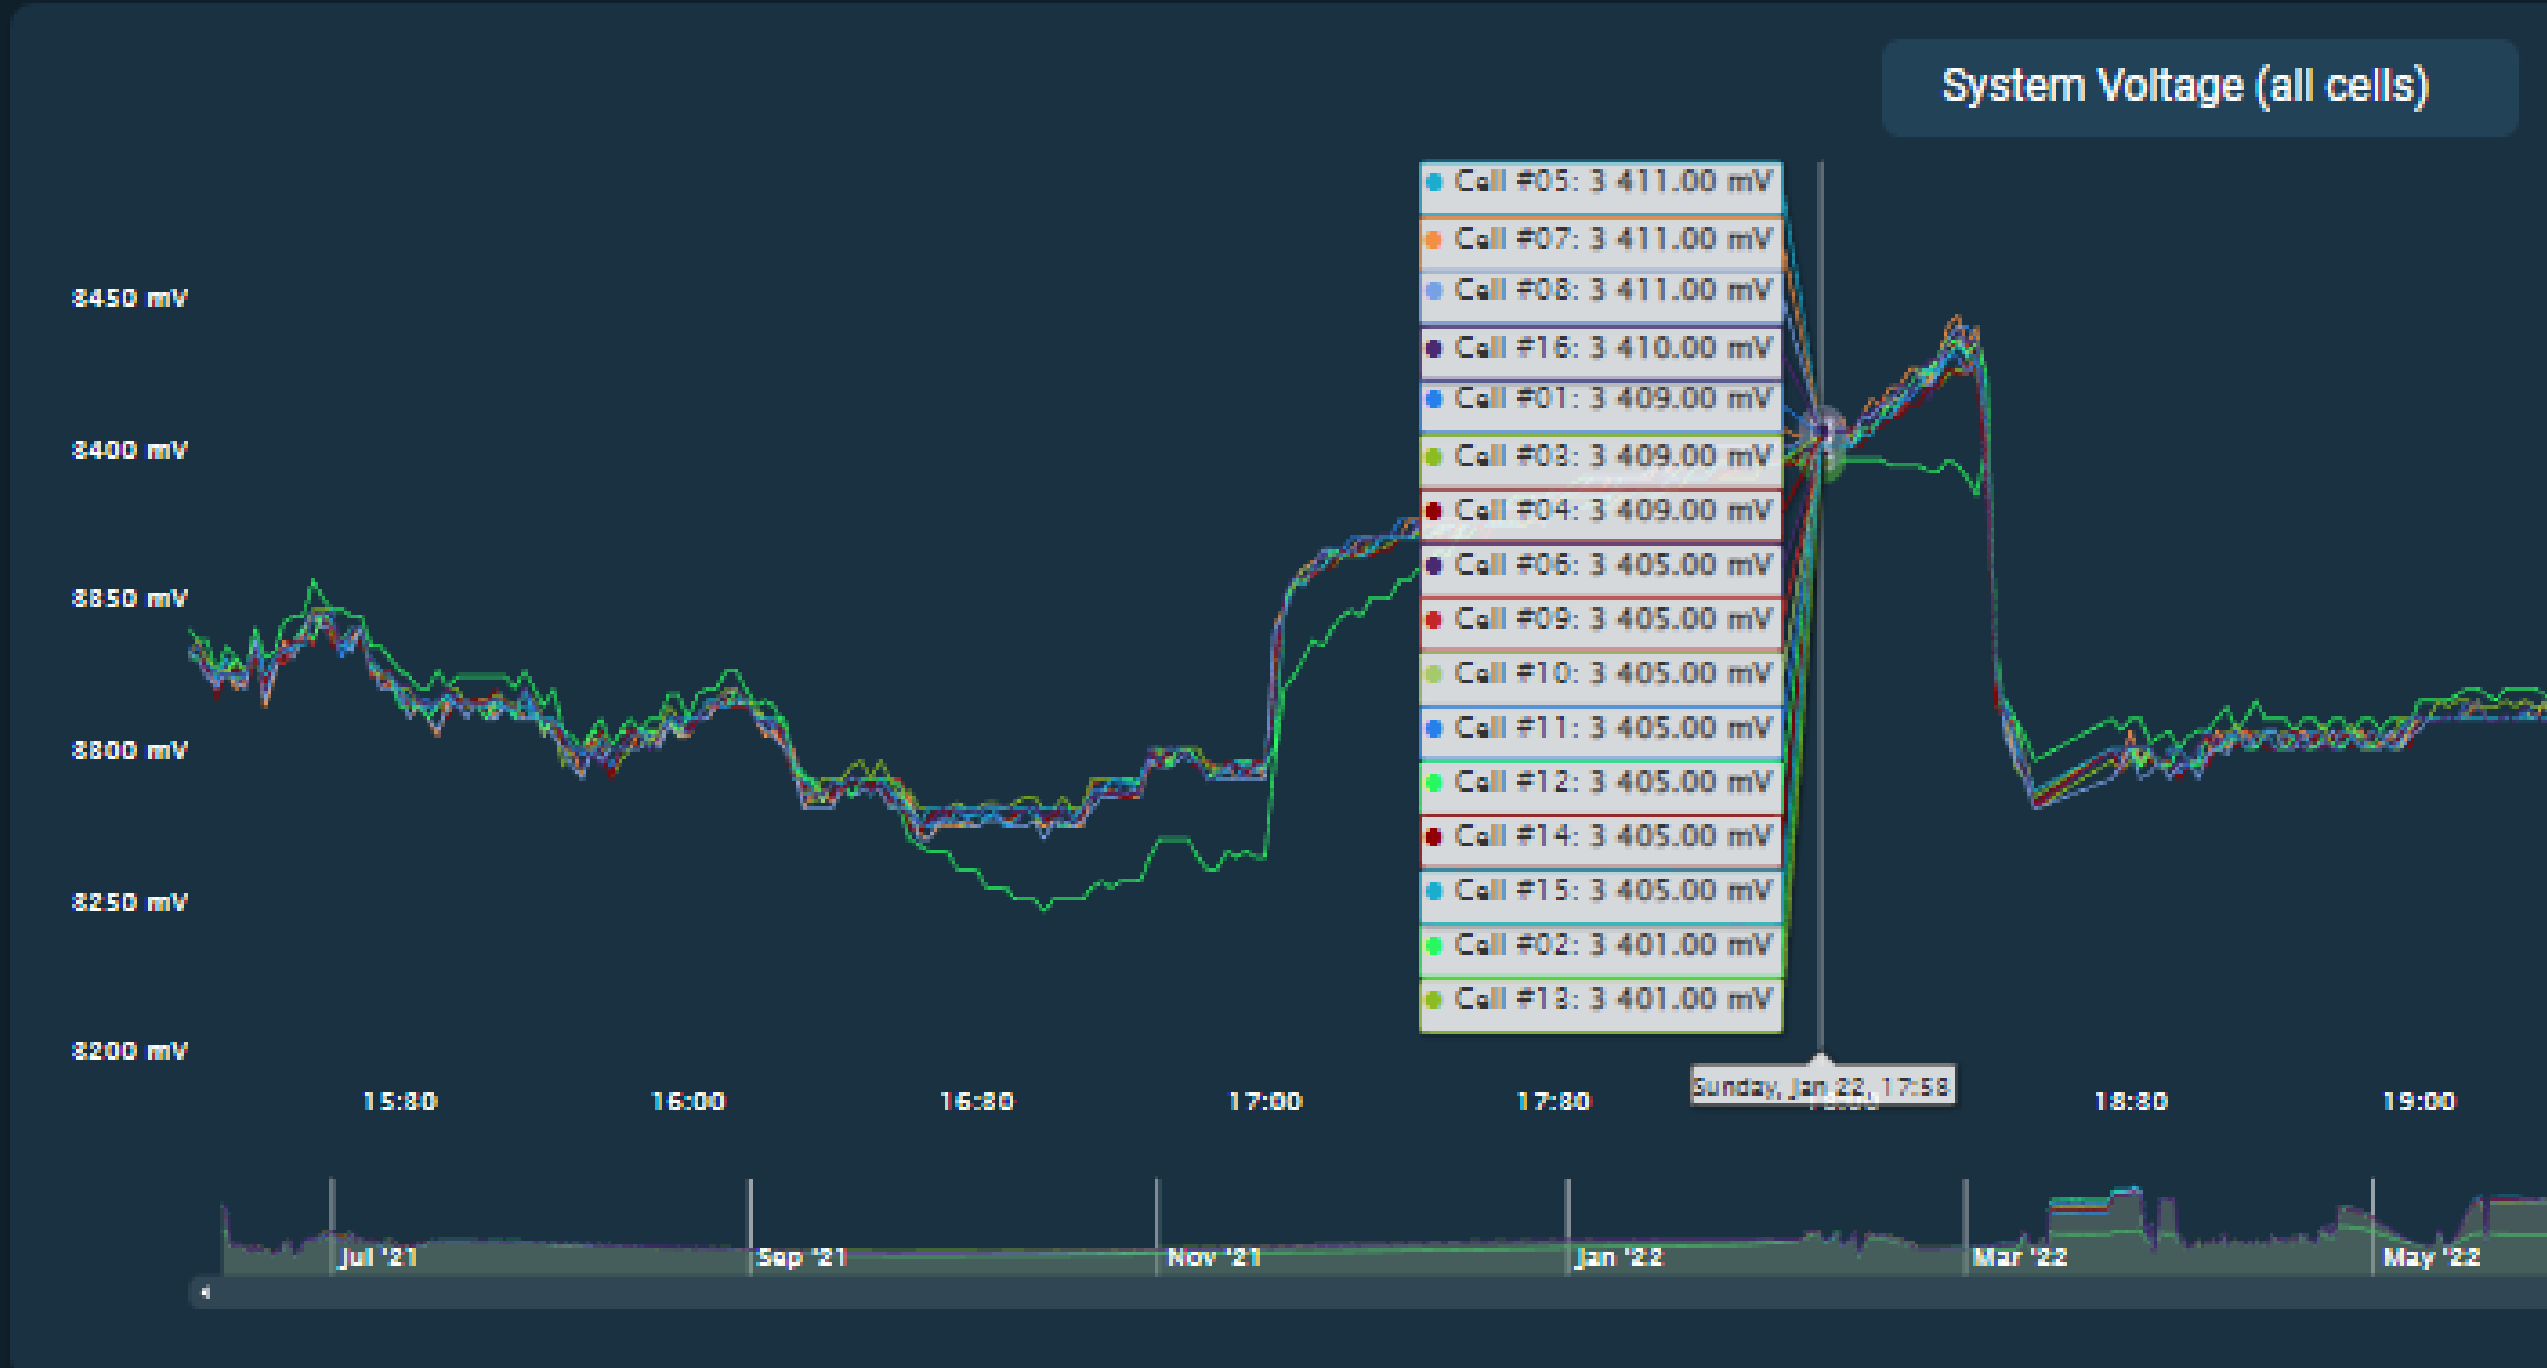 System Voltage (all cells)
Cell #05: 3 411.00 mV
Cell #07: 3 411.00 mV
Cell #08: 3 411.00 mV
Cell #16: 3 410.00 mV
Cell #01: 3 409.00 mV
Cell #03: 3 409.00 mV
Cell #04: 3 409.00 mV
Cell #06: 3 405.00 mV
Cell #09: 3 405.00 mV
Cell #10: 3 405.00 mV
Cell #11: 3 405.00 mV
Cell #12: 3 405.00 mV
Cell #14: 3 405.00 mV
Cell #15: 3 405.00 mV
Cell #02: 3 401.00 mV
Cell #13: 3 401.00 mV
3450 mV
3400 mV
3350 mV
3300 mV
3250 mV
3200 mV
Sunday, Jan 22, 17:58
15:30 16:00 16:30 17:00 17:30 18:00 18:30 19:00
Jul '21 Sep '21 Nov '21 Jan '22 Mar '22 May '22